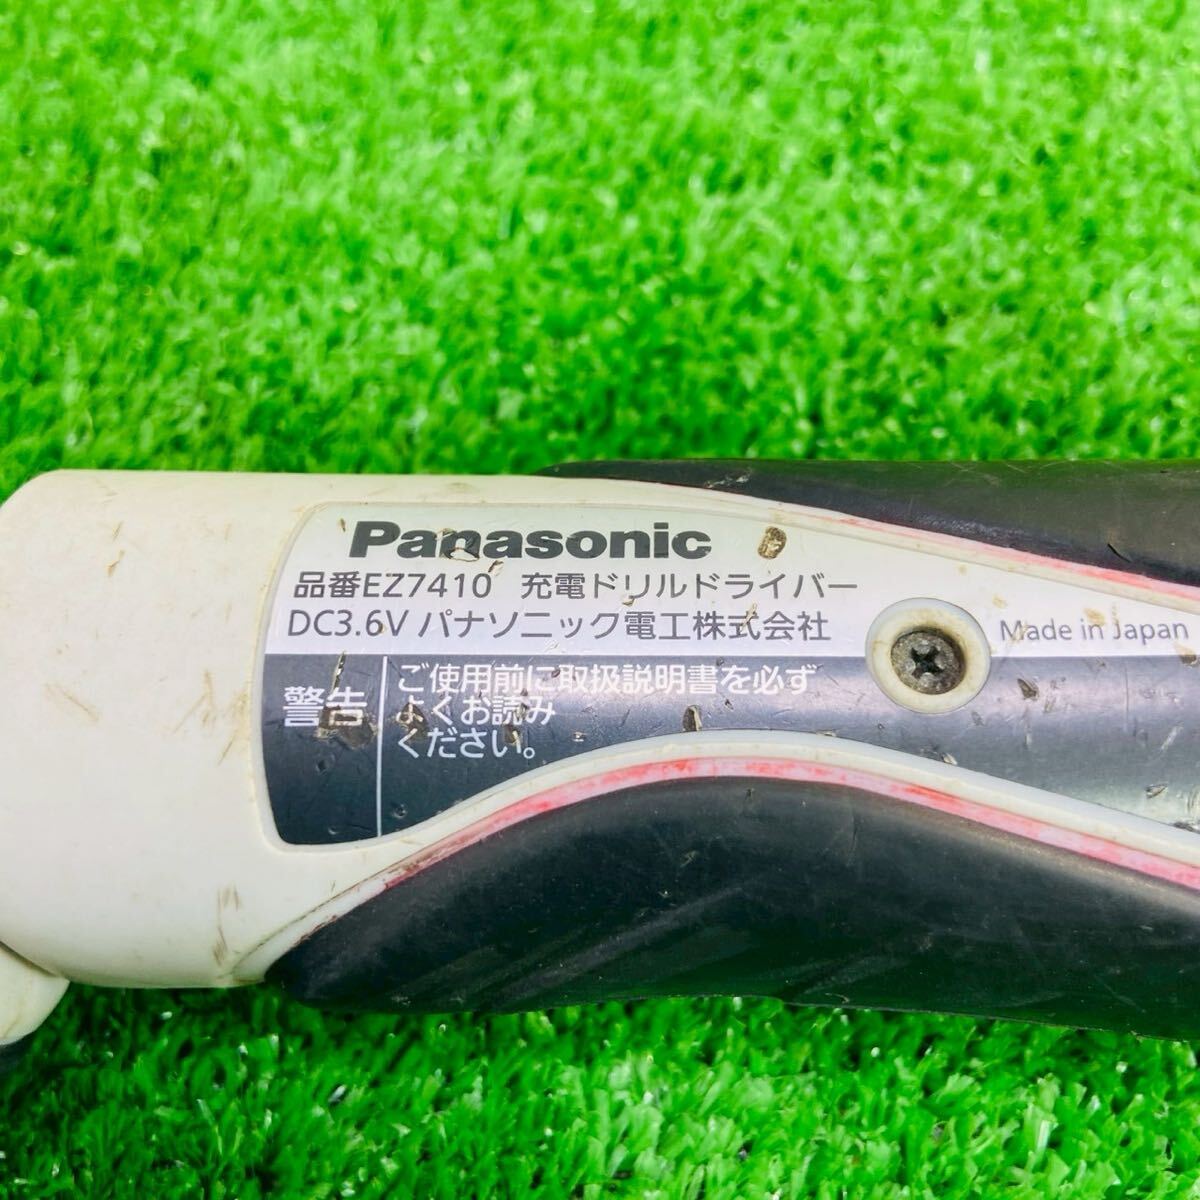 Panasonic
品番EZ7410 充電ドリルドライバー
DC3.6V パナソニック電工株式会社
Made in Japan
警告
ご使用前に取扱説明書を必ず
よくお読み
ください。